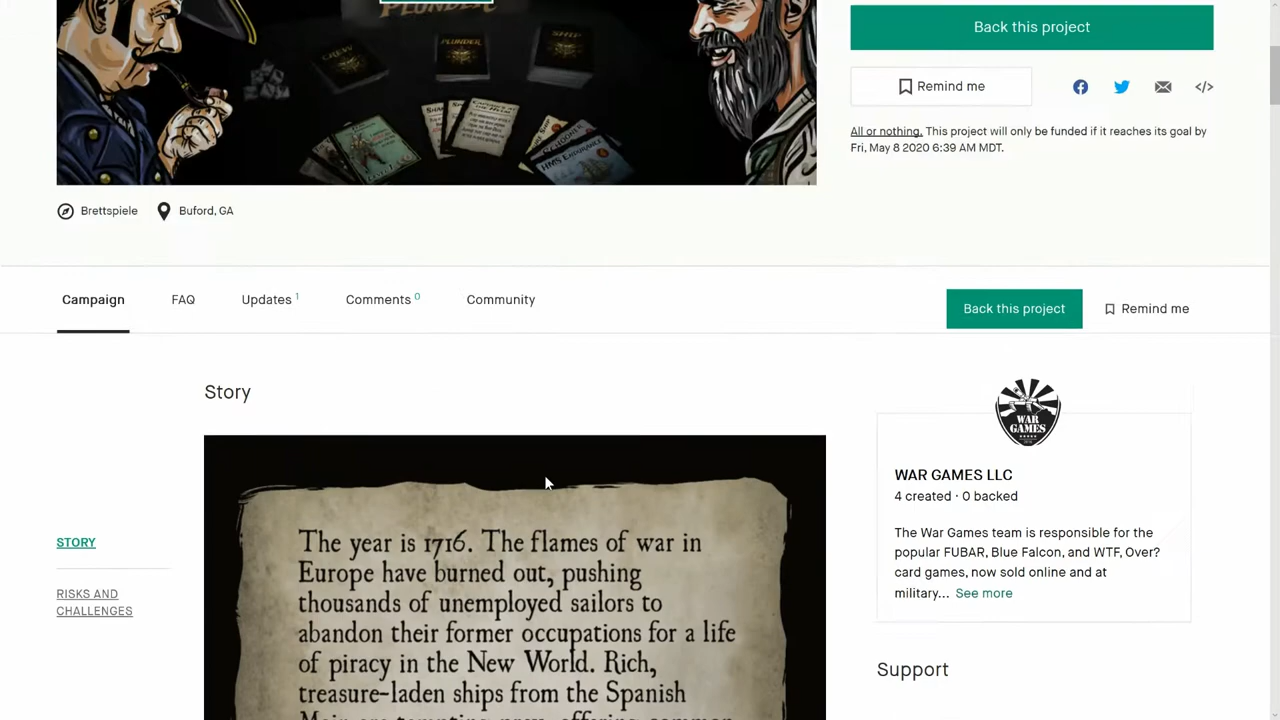 PLUNDER
CREW
PLUNDER
SHIP
HMS ENDURANCE
Back this project
Remind me
</>
All or nothing. This project will only be funded if it reaches its goal by
Fri, May 8 2020 6:39 AM MDT.
Brettspiele
Buford, GA
Campaign
FAQ
Updates 1
Comments 0
Community
Back this project
Remind me
Story
WAR
GAMES
WAR GAMES LLC
4 created · 0 backed
The War Games team is responsible for the
popular FUBAR, Blue Falcon, and WTF, Over?
card games, now sold online and at
military... See more
Support
STORY
RISKS AND
CHALLENGES
The year is 1716. The flames of war in
Europe have burned out, pushing
thousands of unemployed sailors to
abandon their former occupations for a life
of piracy in the New World. Rich,
treasure-laden ships from the Spanish